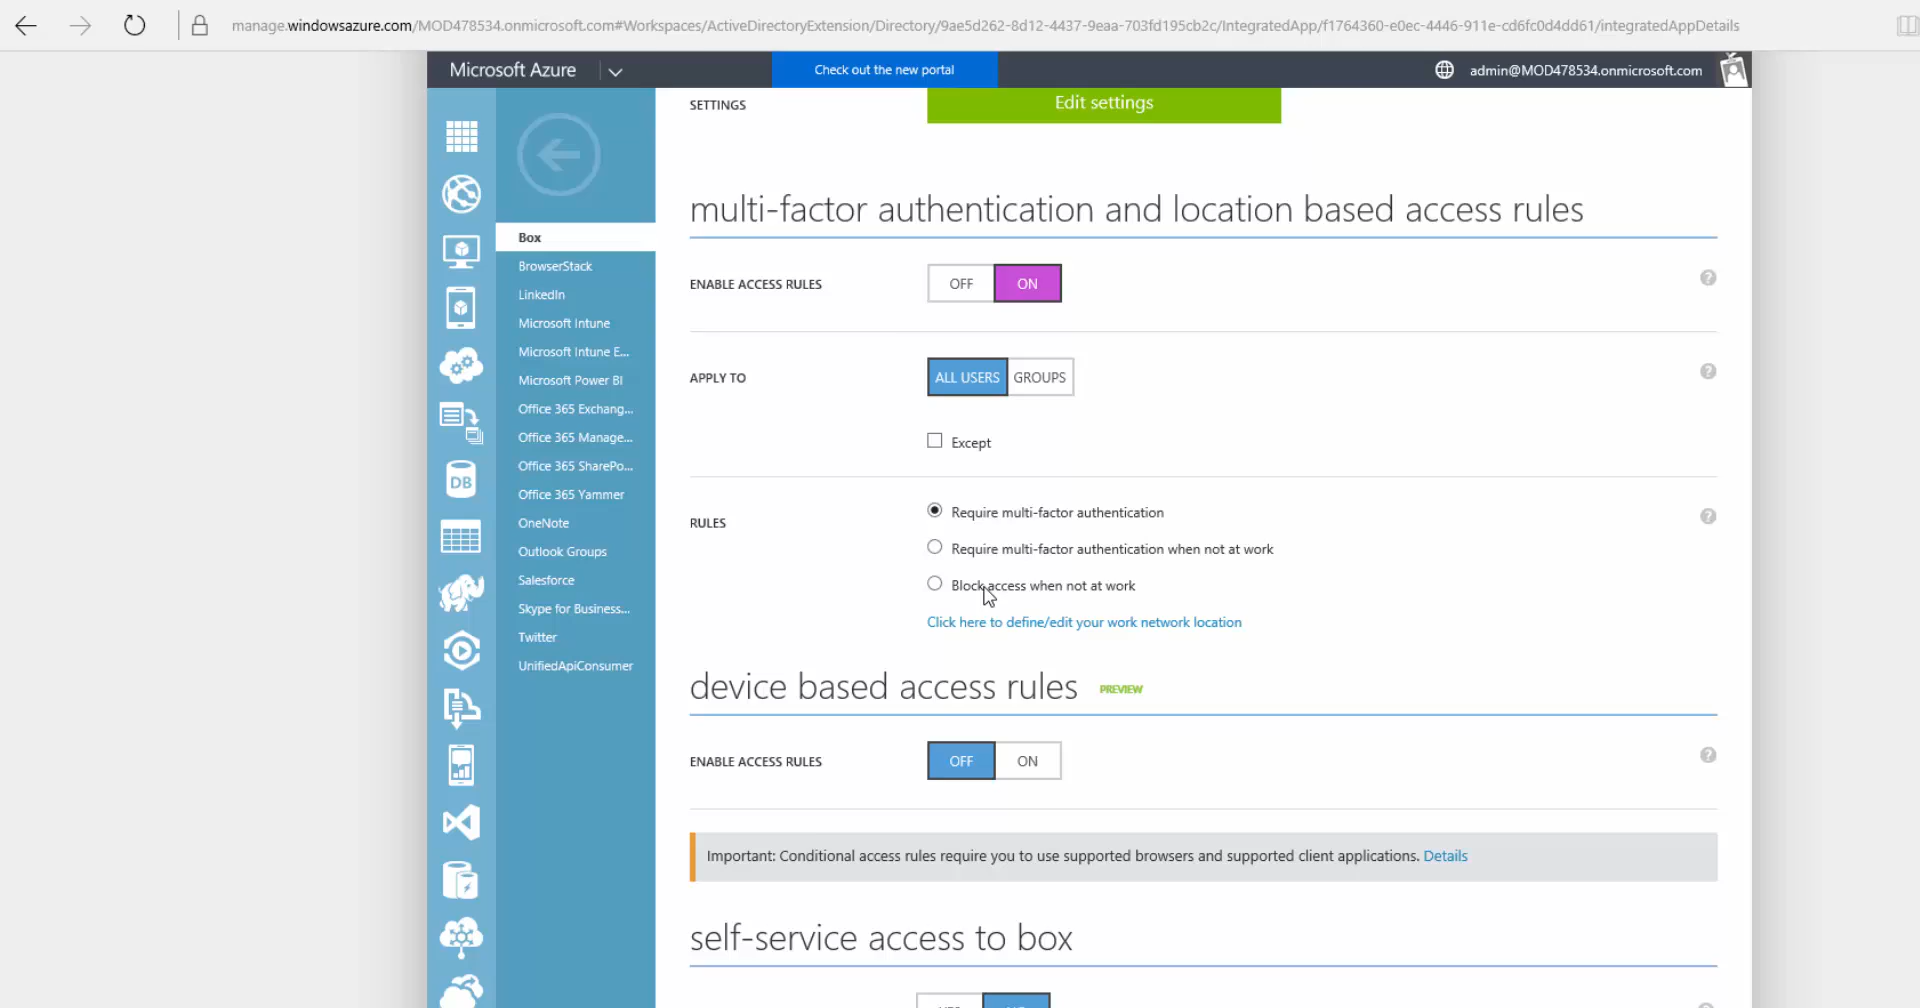 manage.windowsazure.com/MOD478534.onmicrosoft.com#Workspaces/ActiveDirectoryExtension/Directory/9ae5d262-8d12-4437-9eaa-703fd195cb2c/IntegratedApp/f1764360-e0ec-4446-911e-cd6fc0d4dd61/integratedAppDetails
Microsoft Azure
Check out the new portal
admin@MOD478534.onmicrosoft.com
SETTINGS
Edit settings
Box
BrowserStack
LinkedIn
Microsoft Intune
Microsoft Intune E...
Microsoft Power BI
Office 365 Exchang...
Office 365 Manage...
Office 365 SharePo...
Office 365 Yammer
OneNote
Outlook Groups
Salesforce
Skype for Business...
Twitter
UnifiedApiConsumer
DB
multi-factor authentication and location based access rules
ENABLE ACCESS RULES
OFF
ON
?
APPLY TO
ALL USERS
GROUPS
?
Except
RULES
Require multi-factor authentication
?
Require multi-factor authentication when not at work
Block access when not at work
Click here to define/edit your work network location
device based access rules PREVIEW
ENABLE ACCESS RULES
OFF
ON
?
Important: Conditional access rules require you to use supported browsers and supported client applications. Details
self-service access to box